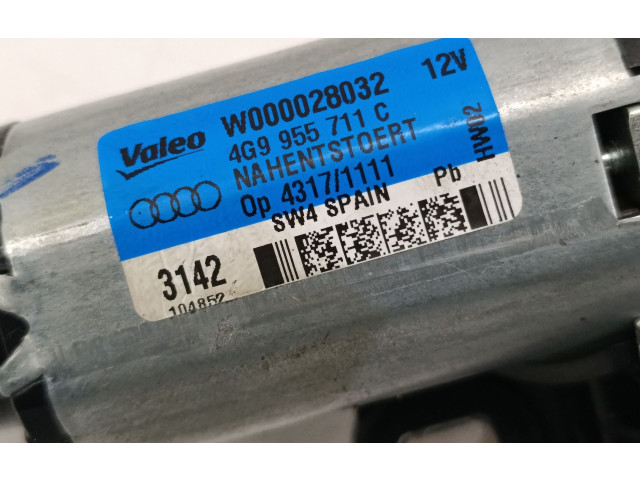 Valeo
W000028032 12V
4G9 955 711 C
NAHENTSTOERT
Op 4317/1111
SW4 SPAIN Pb HW02
3142
104852